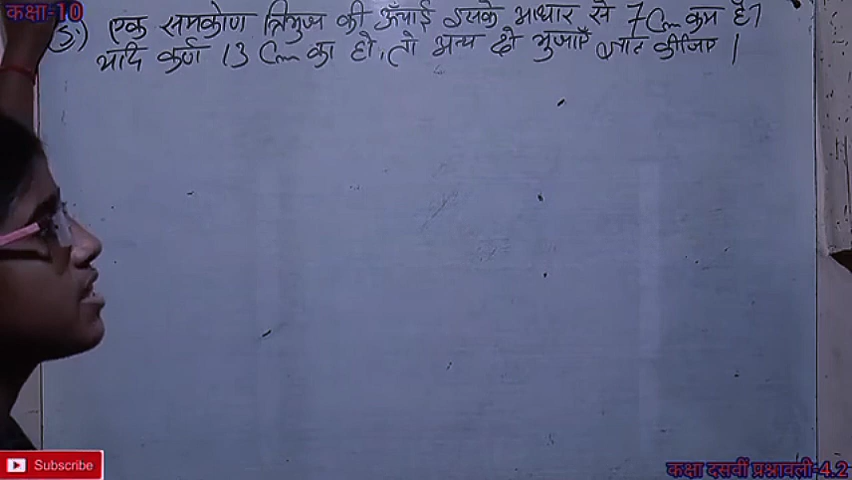 कक्षा-10
(5.) एक समकोण त्रिभुज की ऊँचाई इसके आधार से 7 Cm कम है।
यदि कर्ण 13 Cm का हो, तो अन्य दो भुजाएँ ज्ञात कीजिए।
Subscribe
कक्षा दसवीं प्रश्नावली-4.2